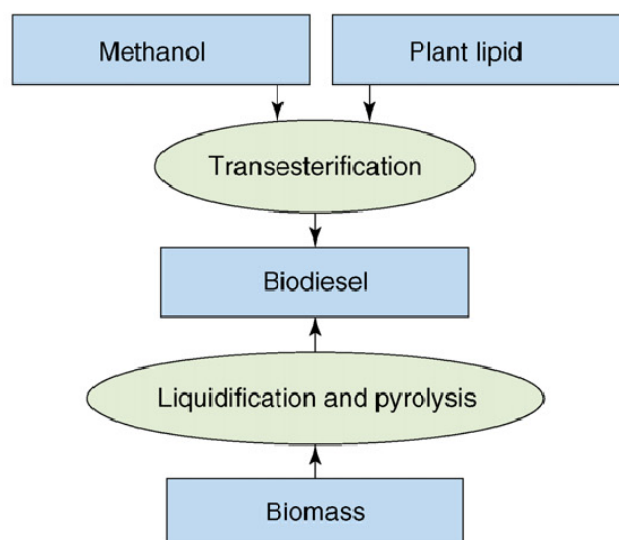 Methanol
Plant lipid
Transesterification
Biodiesel
Liquidification and pyrolysis
Biomass